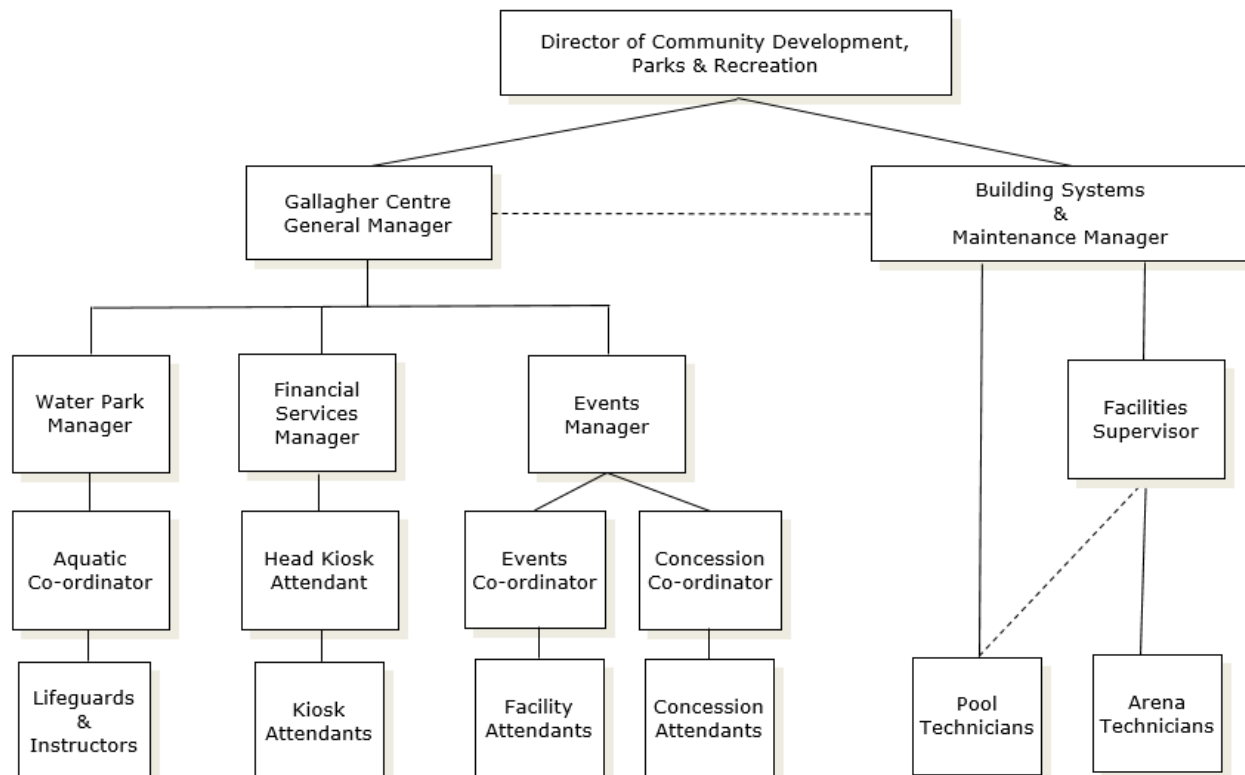 Director of Community Development,
Parks & Recreation
Gallagher Centre
General Manager
Building Systems
&
Maintenance Manager
Water Park
Manager
Financial
Services
Manager
Events
Manager
Facilities
Supervisor
Aquatic
Co-ordinator
Head Kiosk
Attendant
Events
Co-ordinator
Concession
Co-ordinator
Lifeguards
&
Instructors
Kiosk
Attendants
Facility
Attendants
Concession
Attendants
Pool
Technicians
Arena
Technicians